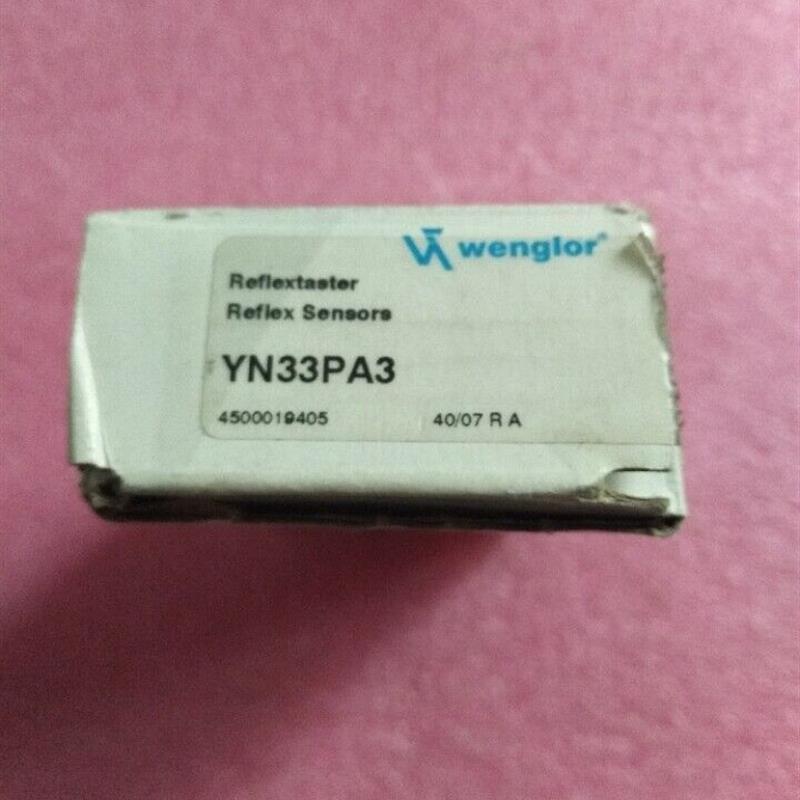 wenglor®
Reflextaster
Reflex Sensors
YN33PA3
4500019405 40/07 R A